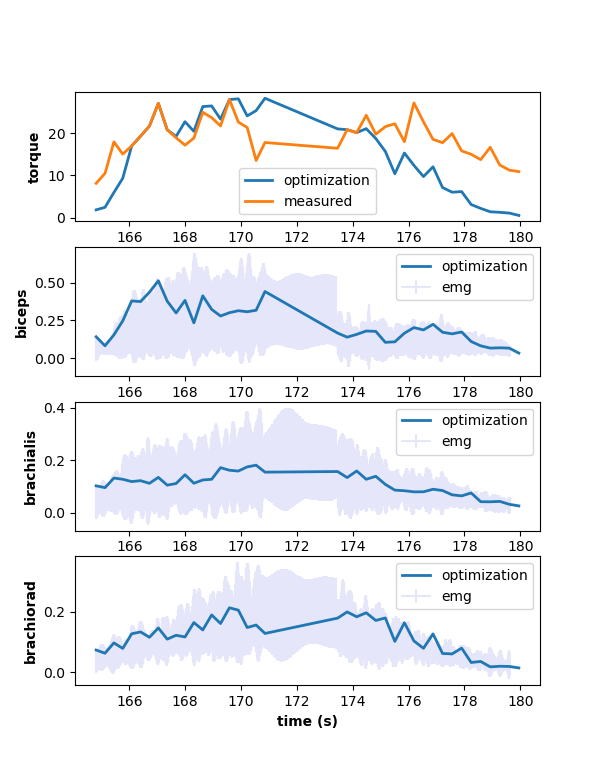 torque
20
10
0
optimization
measured
166 168 170 172 174 176 178 180
biceps
0.50
0.25
0.00
optimization
emg
166 168 170 172 174 176 178 180
brachialis
0.4
0.2
0.0
optimization
emg
166 168 170 172 174 176 178 180
brachiorad
0.2
0.0
optimization
emg
166 168 170 172 174 176 178 180
time (s)